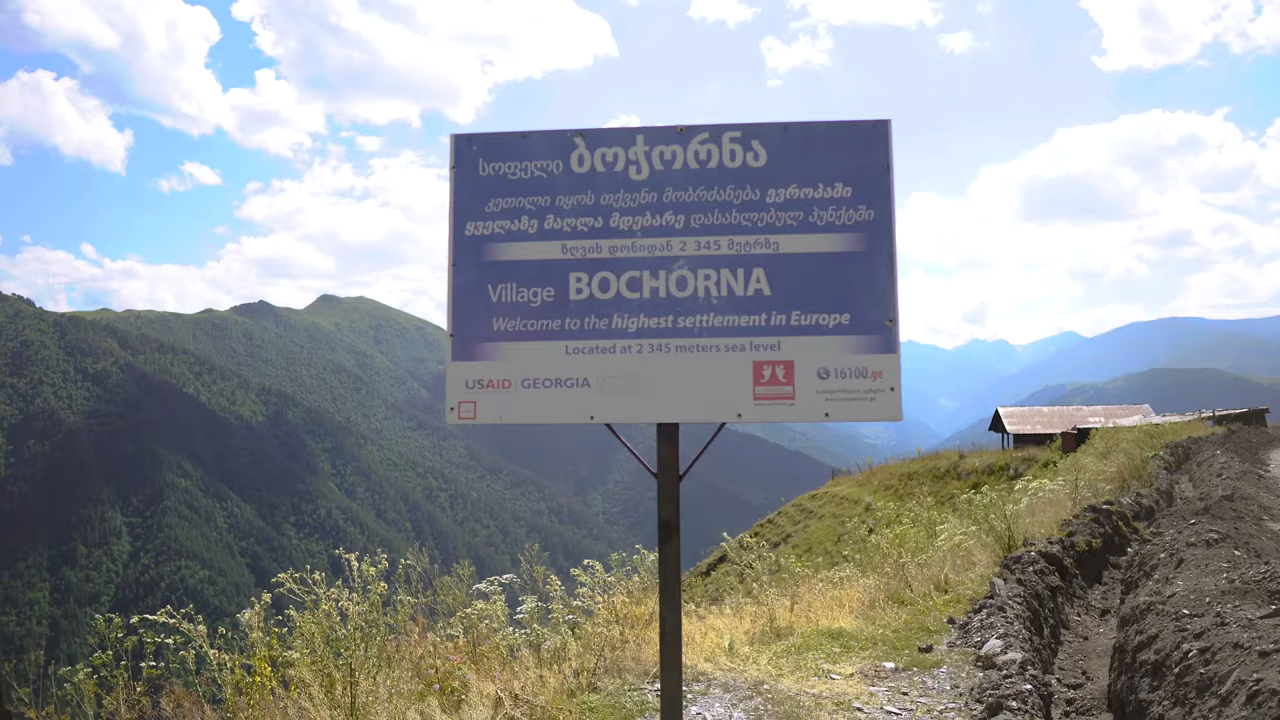 სოფელი ბოჭორნა
კეთილი იყოს თქვენი მობრძანება ევროპაში
ყველაზე მაღლა მდებარე დასახლებულ პუნქტში
ზღვის დონიდან 2 345 მეტრზე
Village BOCHORNA
Welcome to the highest settlement in Europe
Located at 2 345 meters sea level
USAID GEORGIA
16100.ge